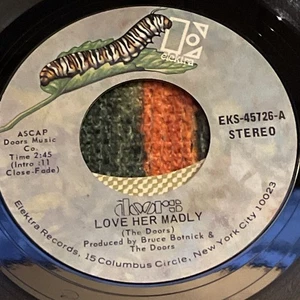 elektra
ASCAP
Doors Music
Co.
Time 2:45
(Intro :11
Close-Fade)
EKS-45726-A
STEREO
doors
LOVE HER MADLY
(The Doors)
Produced by Bruce Botnick &
The Doors
Elektra Records, 15 Columbus Circle, New York City 10023